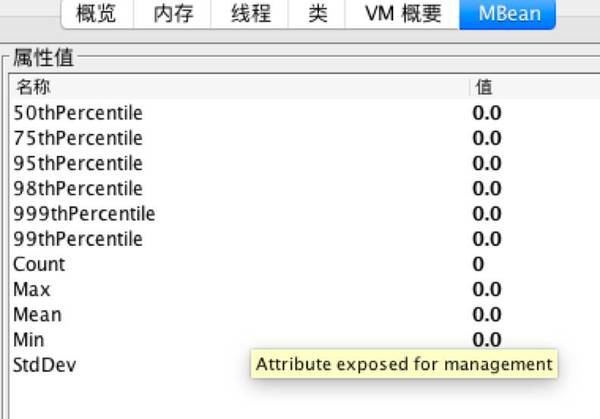 概览 内存 线程 类 VM 概要 MBean
属性值
名称 值
50thPercentile 0.0
75thPercentile 0.0
95thPercentile 0.0
98thPercentile 0.0
999thPercentile 0.0
99thPercentile 0.0
Count 0
Max 0.0
Mean 0.0
Min 0.0
StdDev Attribute exposed for management